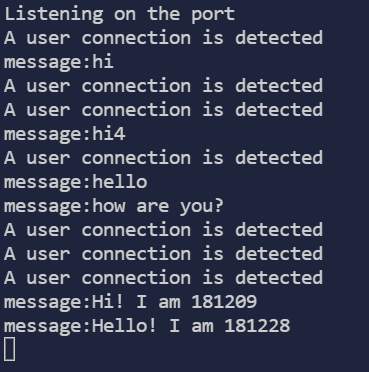 Listening on the port
A user connection is detected
message:hi
A user connection is detected
A user connection is detected
message:hi4
A user connection is detected
message:hello
message:how are you?
A user connection is detected
A user connection is detected
A user connection is detected
message:Hi! I am 181209
message:Hello! I am 181228